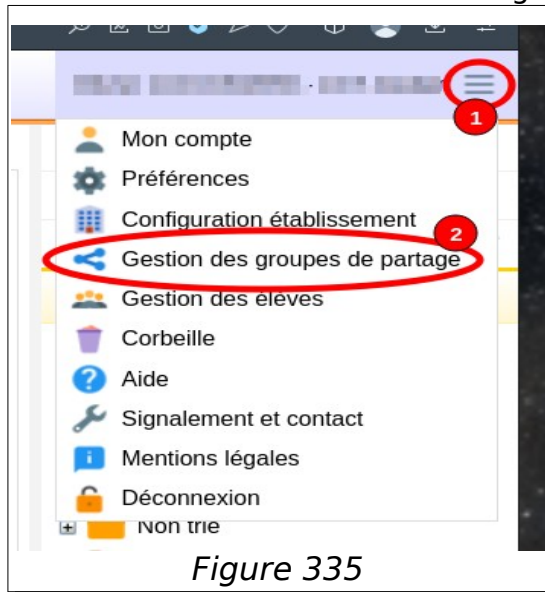 1
Mon compte
Préférences
Configuration établissement
2
Gestion des groupes de partage
Gestion des élèves
Corbeille
Aide
Signalement et contact
Mentions légales
Déconnexion
Non trié
Figure 335